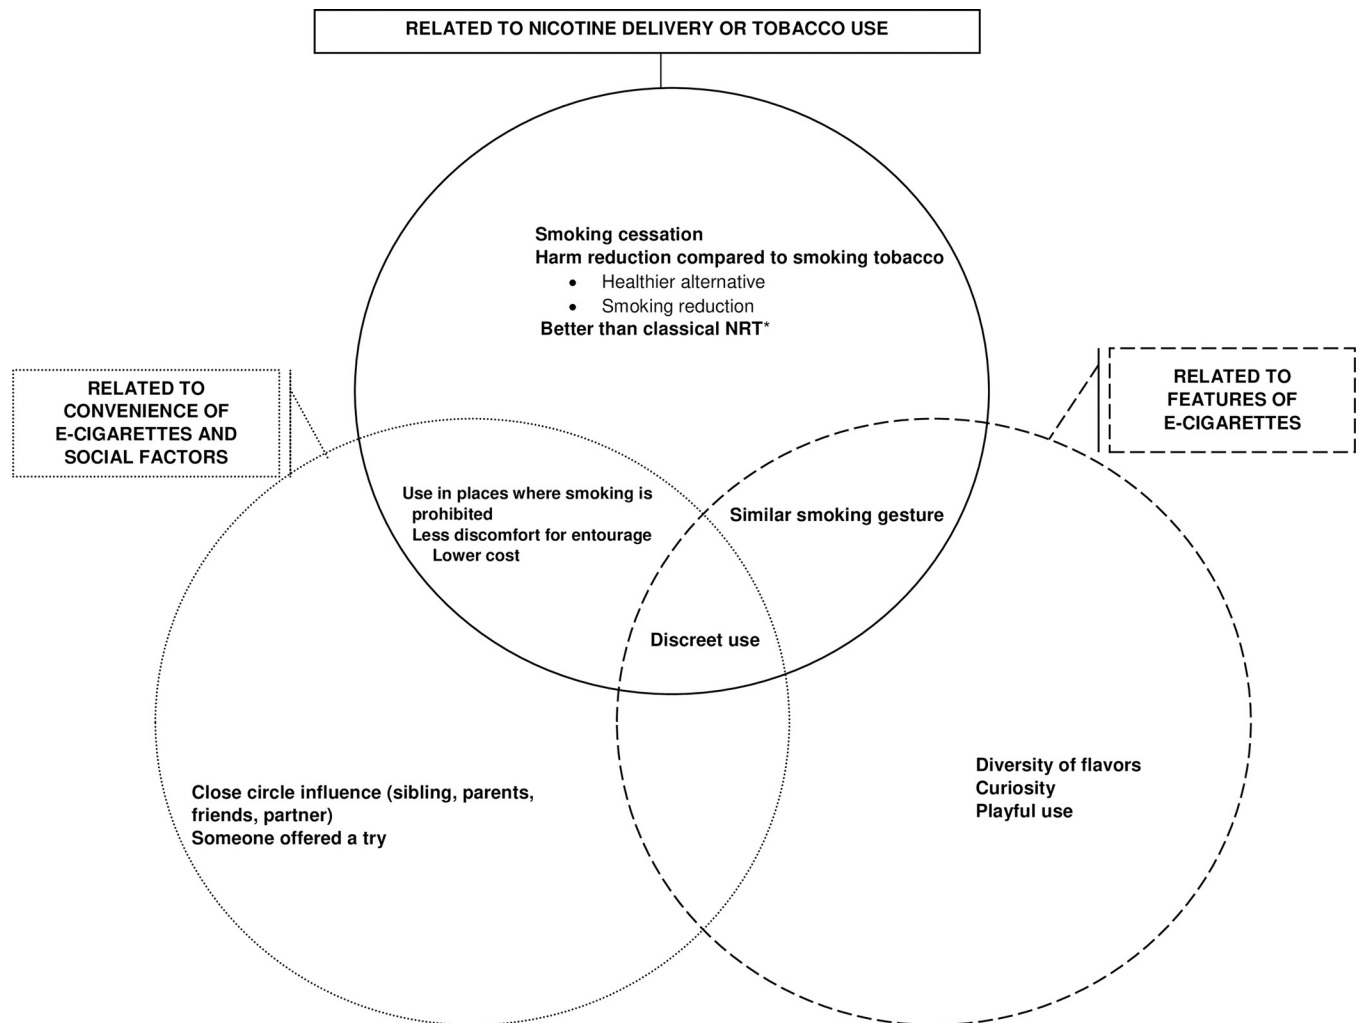 RELATED TO NICOTINE DELIVERY OR TOBACCO USE
Smoking cessation
Harm reduction compared to smoking tobacco
• Healthier alternative
• Smoking reduction
Better than classical NRT*
RELATED TO
CONVENIENCE OF
E-CIGARETTES AND
SOCIAL FACTORS
RELATED TO
FEATURES OF
E-CIGARETTES
Use in places where smoking is
prohibited
Less discomfort for entourage
Lower cost
Similar smoking gesture
Discreet use
Close circle influence (sibling, parents,
friends, partner)
Someone offered a try
Diversity of flavors
Curiosity
Playful use